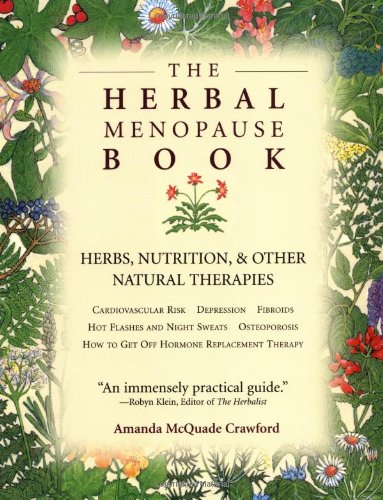 THE
HERBAL
MENOPAUSE
BOOK
HERBS, NUTRITION, & OTHER
NATURAL THERAPIES
CARDIOVASCULAR RISK DEPRESSION FIBROIDS
HOT FLASHES AND NIGHT SWEATS OSTEOPOROSIS
HOW TO GET OFF HORMONE REPLACEMENT THERAPY
“An immensely practical guide.”
—Robyn Klein, Editor of The Herbalist
Amanda McQuade Crawford